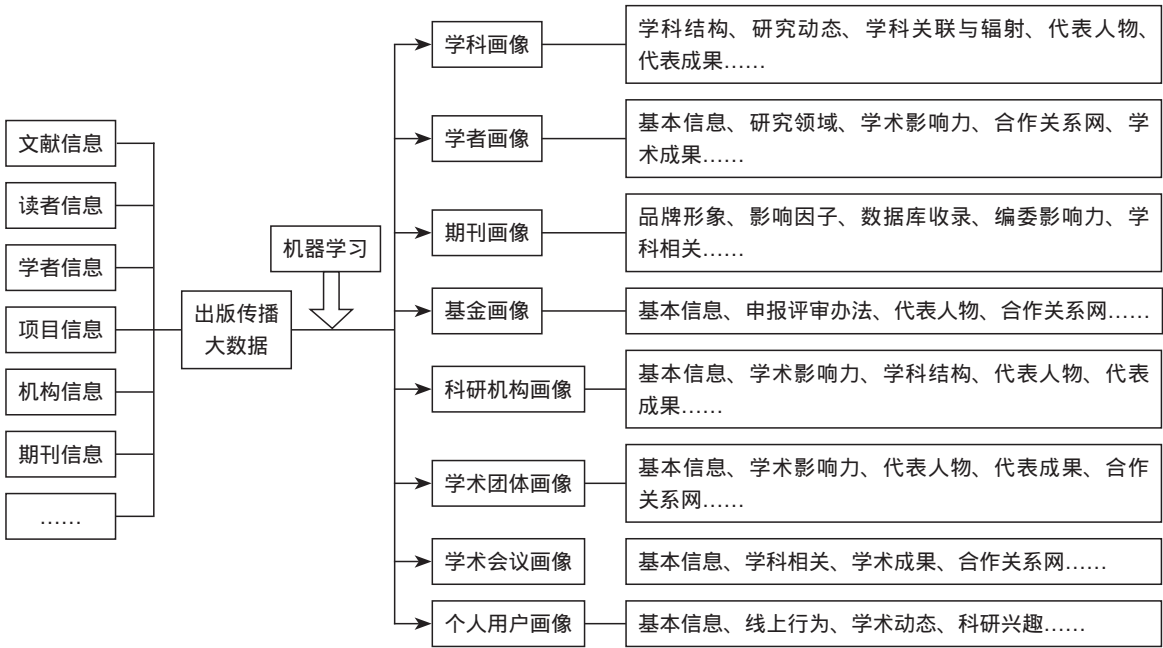 文献信息
读者信息
学者信息
项目信息
机构信息
期刊信息
……
出版传播
大数据
机器学习
学科画像
学科结构、研究动态、学科关联与辐射、代表人物、
代表成果……
学者画像
基本信息、研究领域、学术影响力、合作关系网、学
术成果……
期刊画像
品牌形象、影响因子、数据库收录、编委影响力、学
科相关……
基金画像
基本信息、申报评审办法、代表人物、合作关系网……
科研机构画像
基本信息、学术影响力、学科结构、代表人物、代表
成果……
学术团体画像
基本信息、学术影响力、代表人物、代表成果、合作
关系网……
学术会议画像
基本信息、学科相关、学术成果、合作关系网……
个人用户画像
基本信息、线上行为、学术动态、科研兴趣……